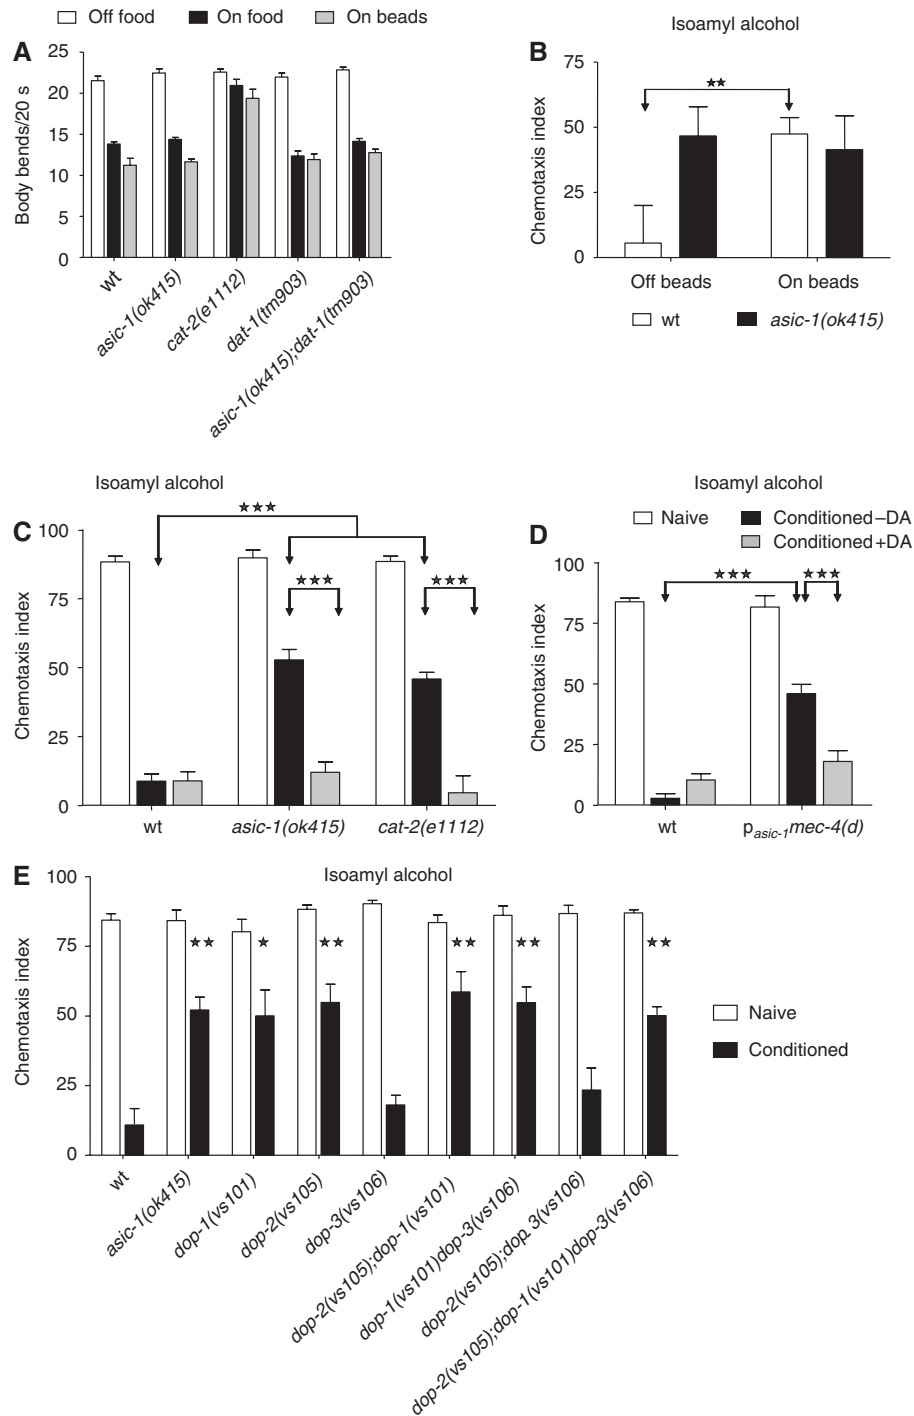 Off food On food On beads
A
25
20
15
10
5
0
Body bends/20 s
wt
asic-1(ok415)
cat-2(e1112)
dat-1(tm903)
asic-1(ok415);dat-1(tm903)
Isoamyl alcohol
B
75
50
25
0
Chemotaxis index
★★
Off beads On beads
wt asic-1(ok415)
Isoamyl alcohol
C
100
75
50
25
0
Chemotaxis index
★★★
★★★ ★★★
wt asic-1(ok415) cat-2(e1112)
Isoamyl alcohol
Naive Conditioned–DA
Conditioned+DA
D
100
75
50
25
0
Chemotaxis index
★★★ ★★★
wt pasic-1mec-4(d)
E
Isoamyl alcohol
100
75
50
25
0
Chemotaxis index
★★ ★ ★★ ★★ ★★ ★★
Naive
Conditioned
wt
asic-1(ok415)
dop-1(vs101)
dop-2(vs105)
dop-3(vs106)
dop-2(vs105);dop-1(vs101)
dop-1(vs101)dop-3(vs106)
dop-2(vs105);dop.3(vs106)
dop-2(vs105);dop-1(vs101)dop-3(vs106)